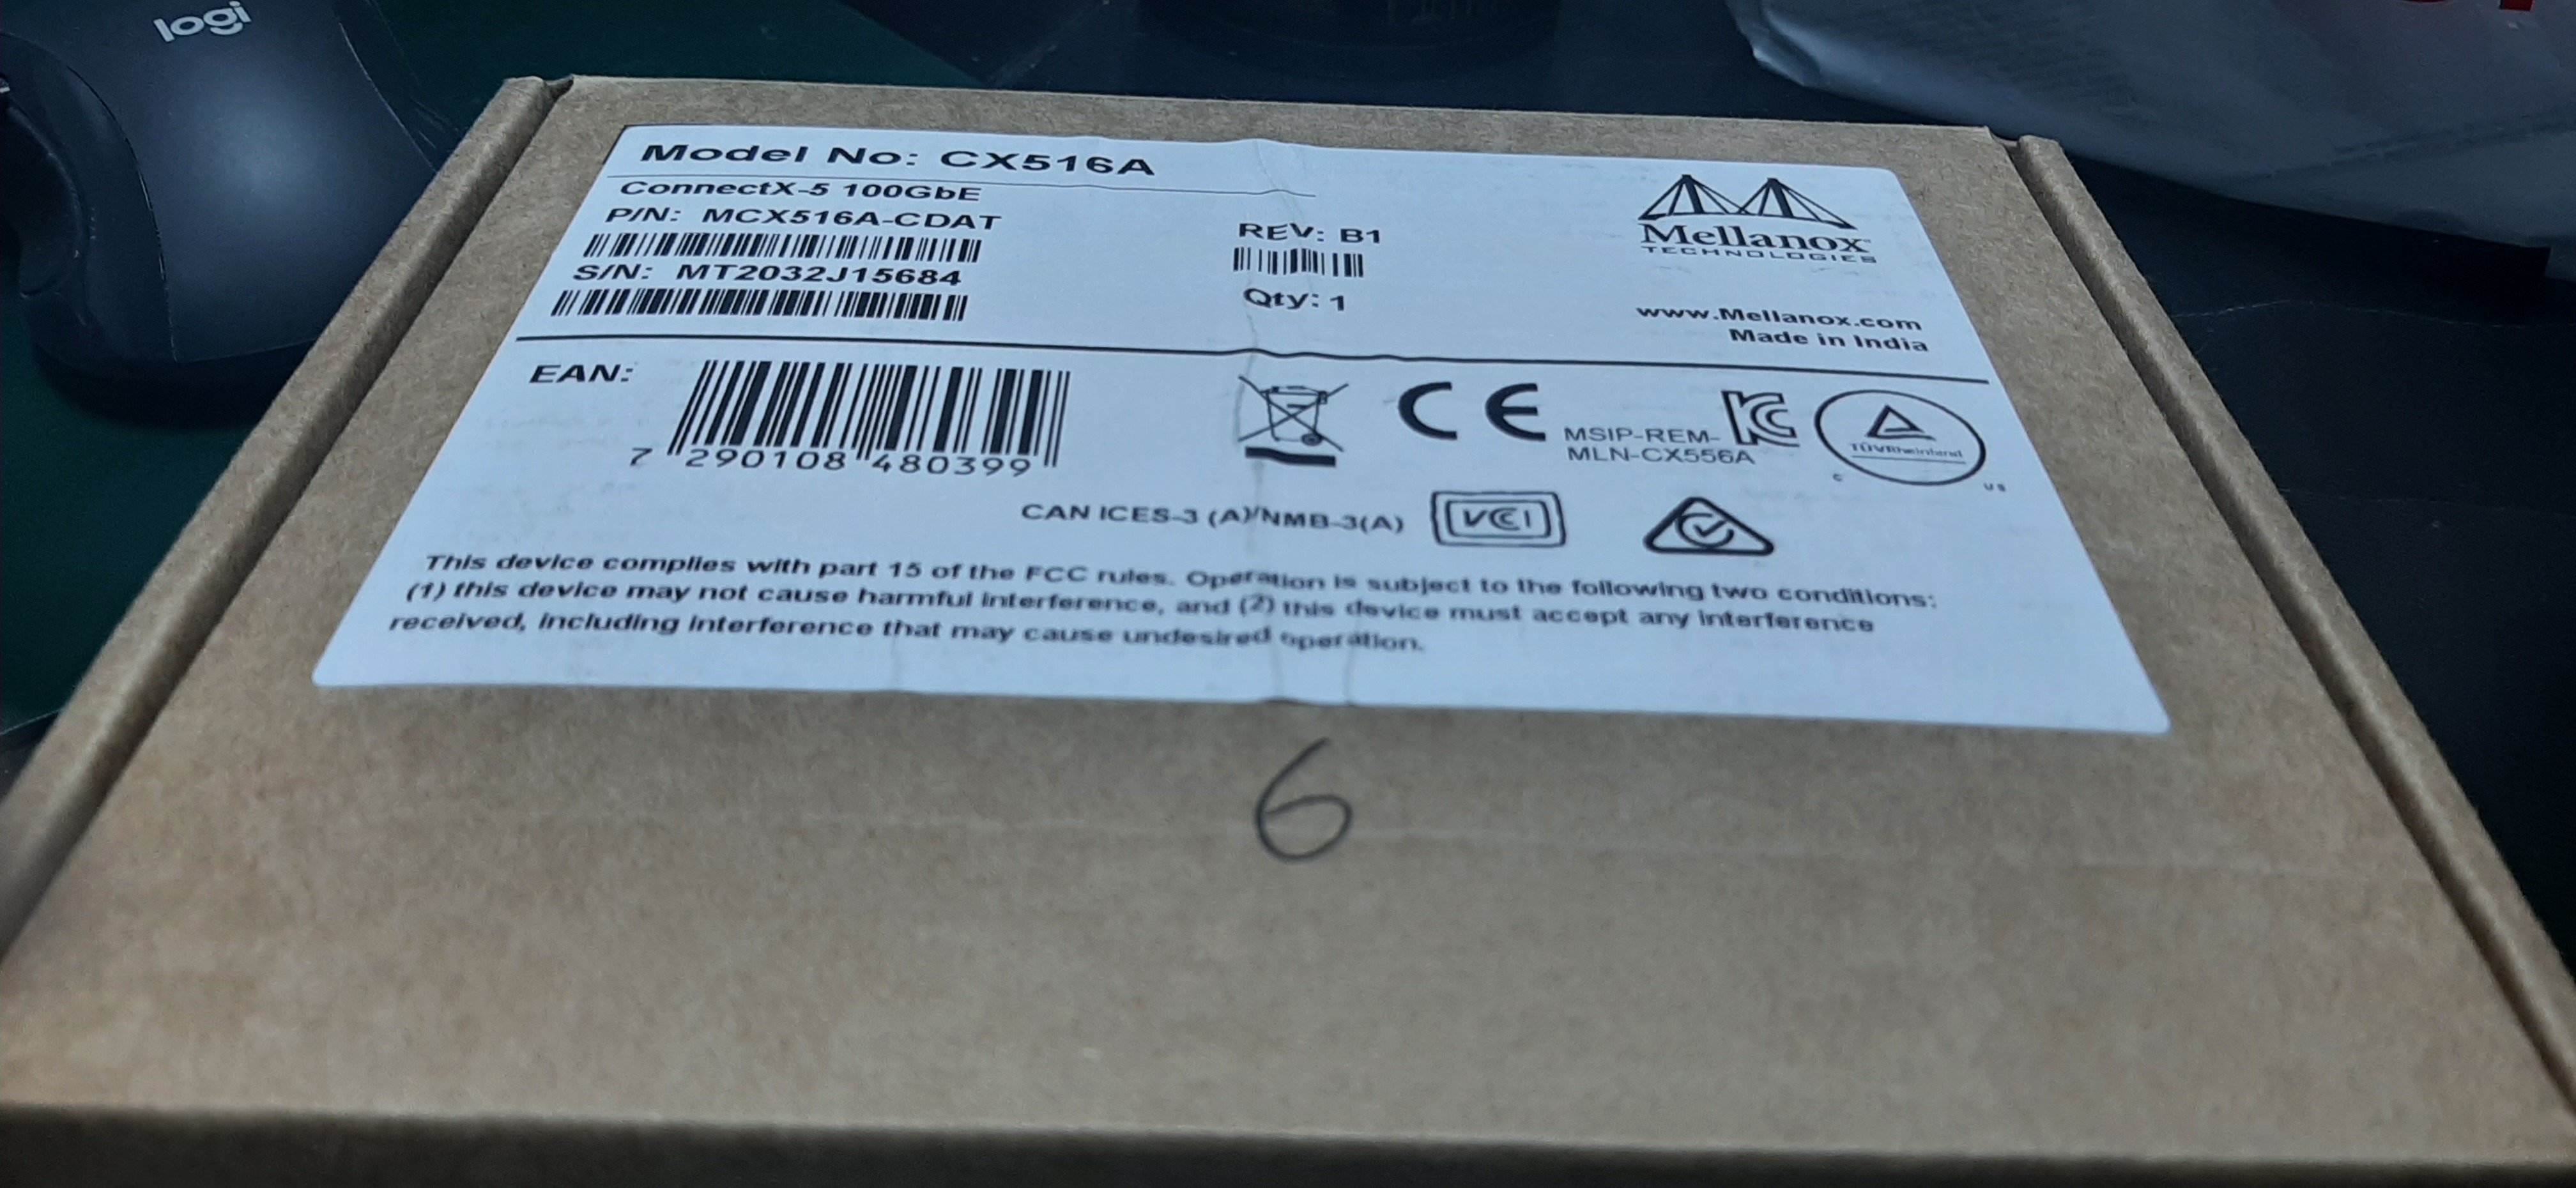 logi
Model No: CX516A
ConnectX-5 100GbE
P/N: MCX516A-CDAT
S/N: MT2032J15684
REV: B1
Qty: 1
Mellanox
TECHNOLOGIES
www.Mellanox.com
Made in India
EAN:
7 290108 480399
CE
MSIP-REM-
MLN-CX556A
TÜVRheinland
C US
CAN ICES-3 (A)/NMB-3(A)
VCI
This device complies with part 15 of the FCC rules. Operation is subject to the following two conditions:
(1) this device may not cause harmful interference, and (2) this device must accept any interference
received, including interference that may cause undesired operation.
6